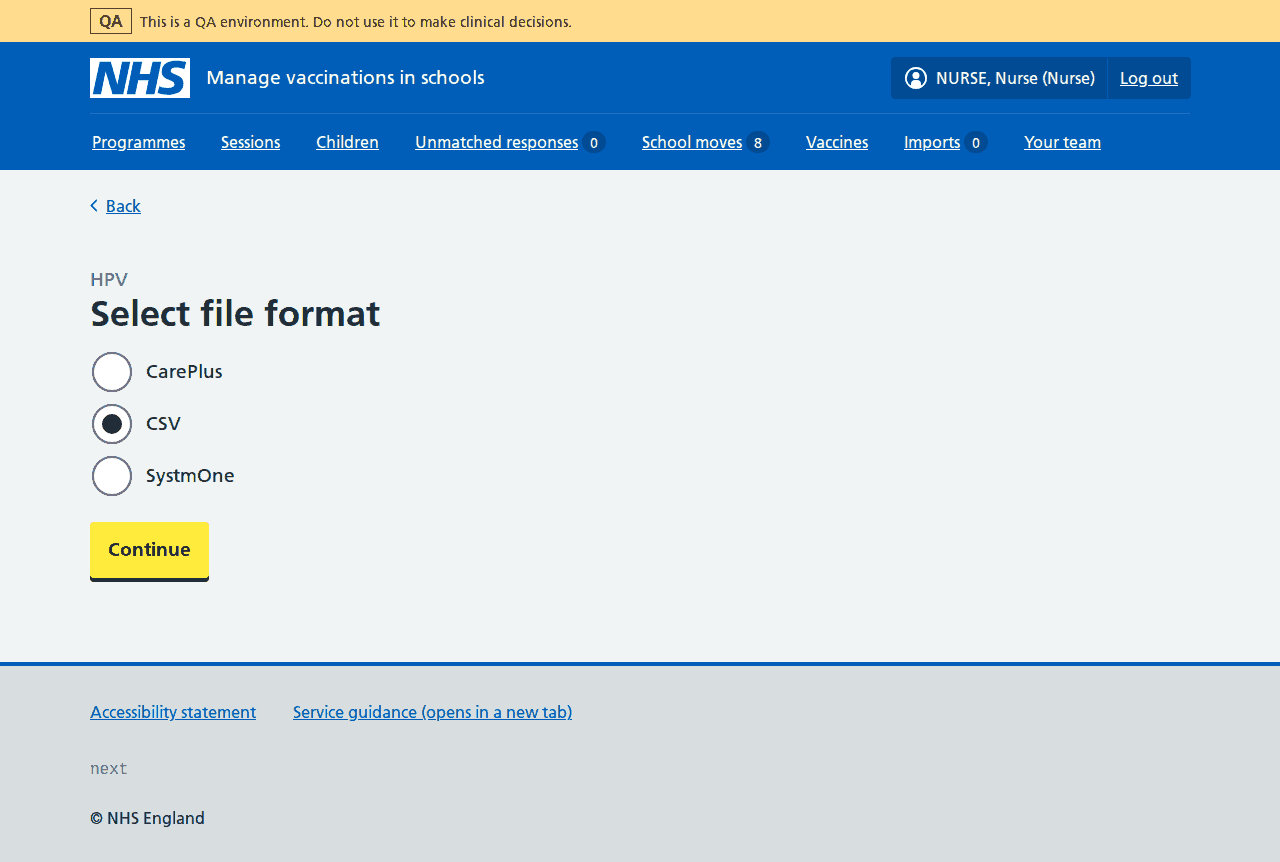 QA This is a QA environment. Do not use it to make clinical decisions.
NHS Manage vaccinations in schools NURSE, Nurse (Nurse) Log out
Programmes Sessions Children Unmatched responses 0 School moves 8 Vaccines Imports 0 Your team
Back
HPV
Select file format
CarePlus
CSV
SystmOne
Continue
Accessibility statement Service guidance (opens in a new tab)
next
© NHS England